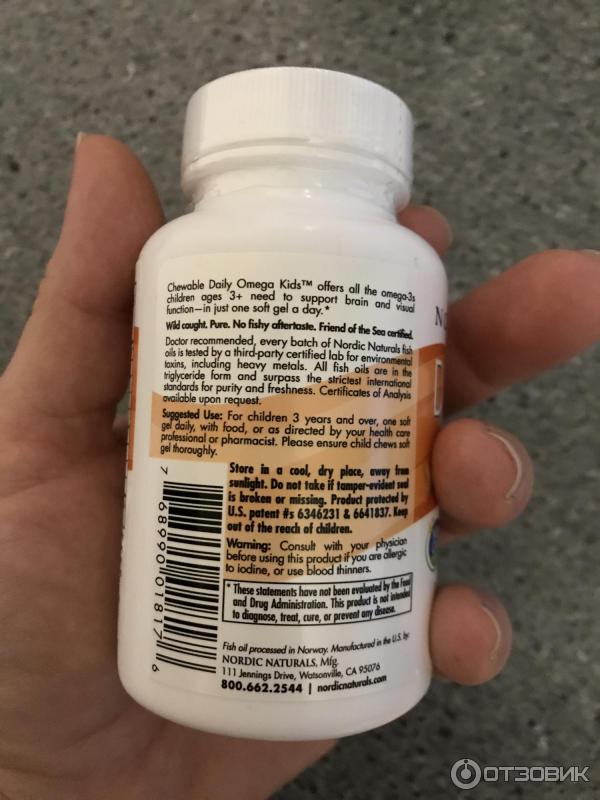 Chewable Daily Omega Kids™ offers all the omega-3s
children ages 3+ need to support brain and visual
function—in just one soft gel a day.*
Wild caught. Pure. No fishy aftertaste. Friend of the Sea certified.
Doctor recommended, every batch of Nordic Naturals fish
oils is tested by a third-party certified lab for environmental
toxins, including heavy metals. All fish oils are in the
triglyceride form and surpass the strictest international
standards for purity and freshness. Certificates of Analysis
available upon request.
Suggested Use: For children 3 years and over, one soft
gel daily, with food, or as directed by your health care
professional or pharmacist. Please ensure child chews soft
gel thoroughly.
Store in a cool, dry place, away from
sunlight. Do not take if tamper-evident seal
is broken or missing. Product protected by
U.S. patent #s 6346231 & 6641837. Keep
out of the reach of children.
Warning: Consult with your physician
before using this product if you are allergic
to iodine, or use blood thinners.
* These statements have not been evaluated by the Food
and Drug Administration. This product is not intended
to diagnose, treat, cure, or prevent any disease.
Fish oil processed in Norway. Manufactured in the U.S. by:
NORDIC NATURALS, Mfg.
111 Jennings Drive, Watsonville, CA 95076
800.662.2544 | nordicnaturals.com
7 68990 01817 6
N
D
ОТЗОВИК